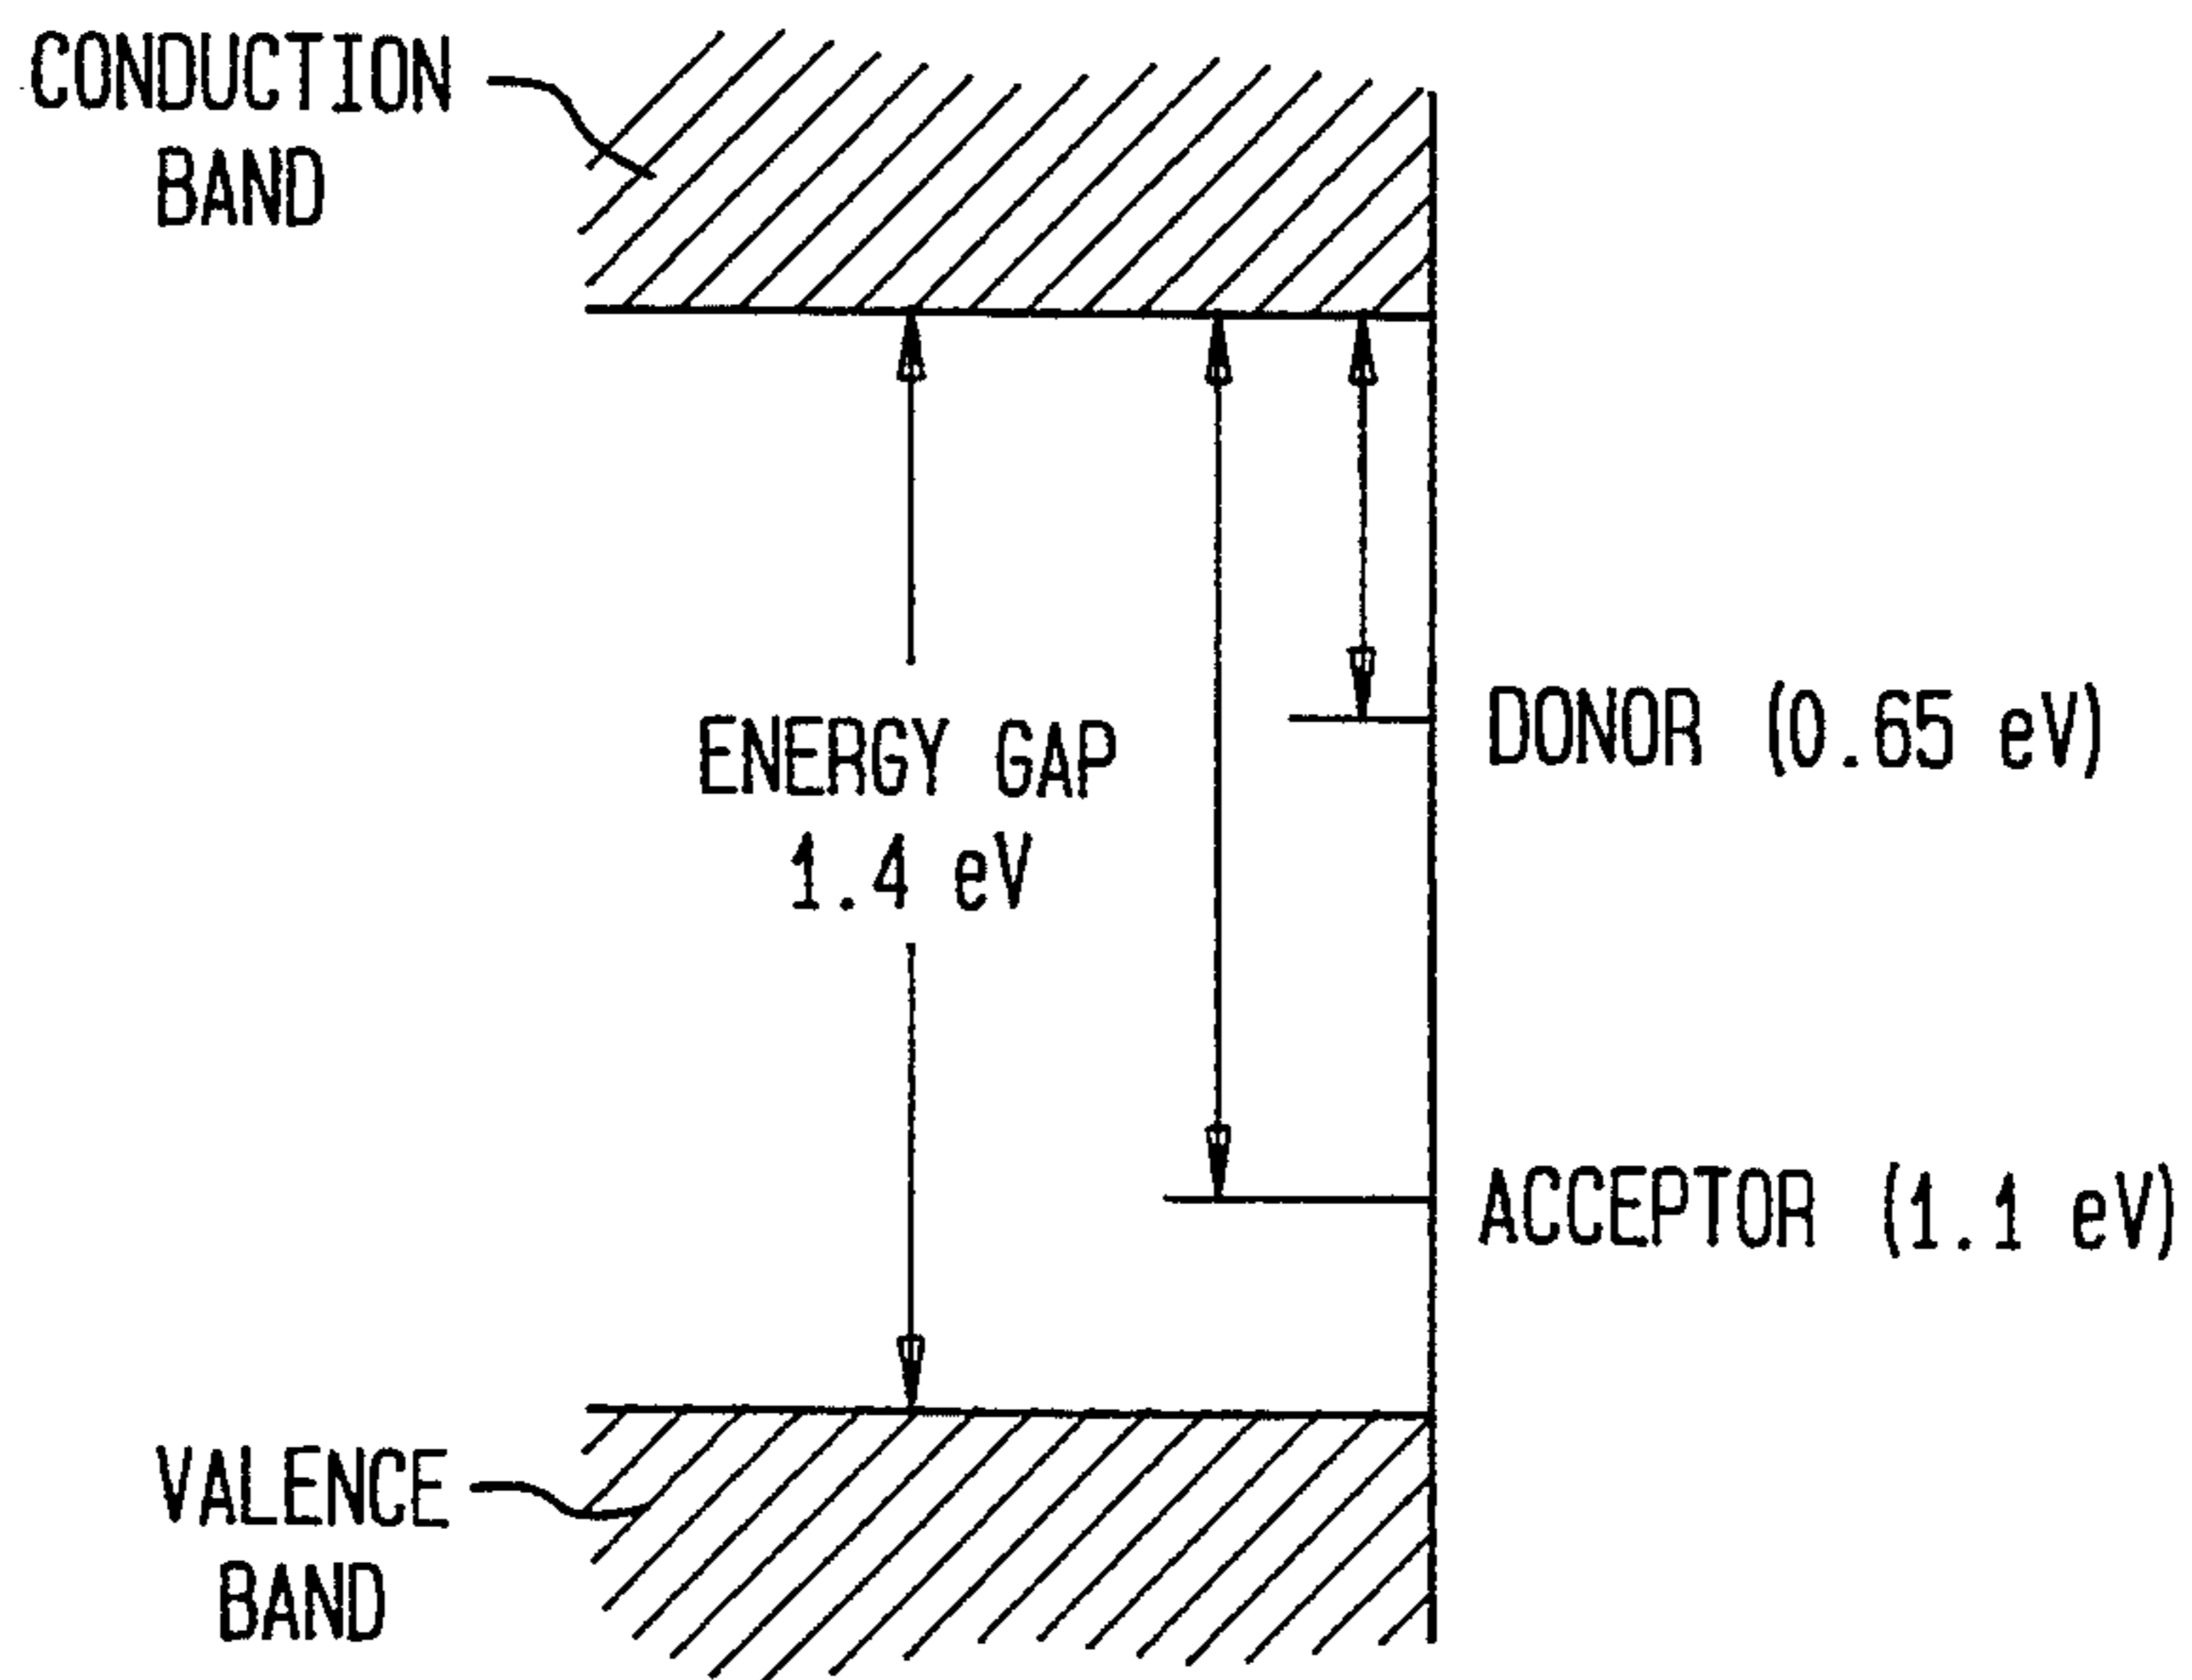 CONDUCTION
BAND
ENERGY GAP
1.4 eV
DONOR (0.65 eV)
ACCEPTOR (1.1 eV)
VALENCE
BAND